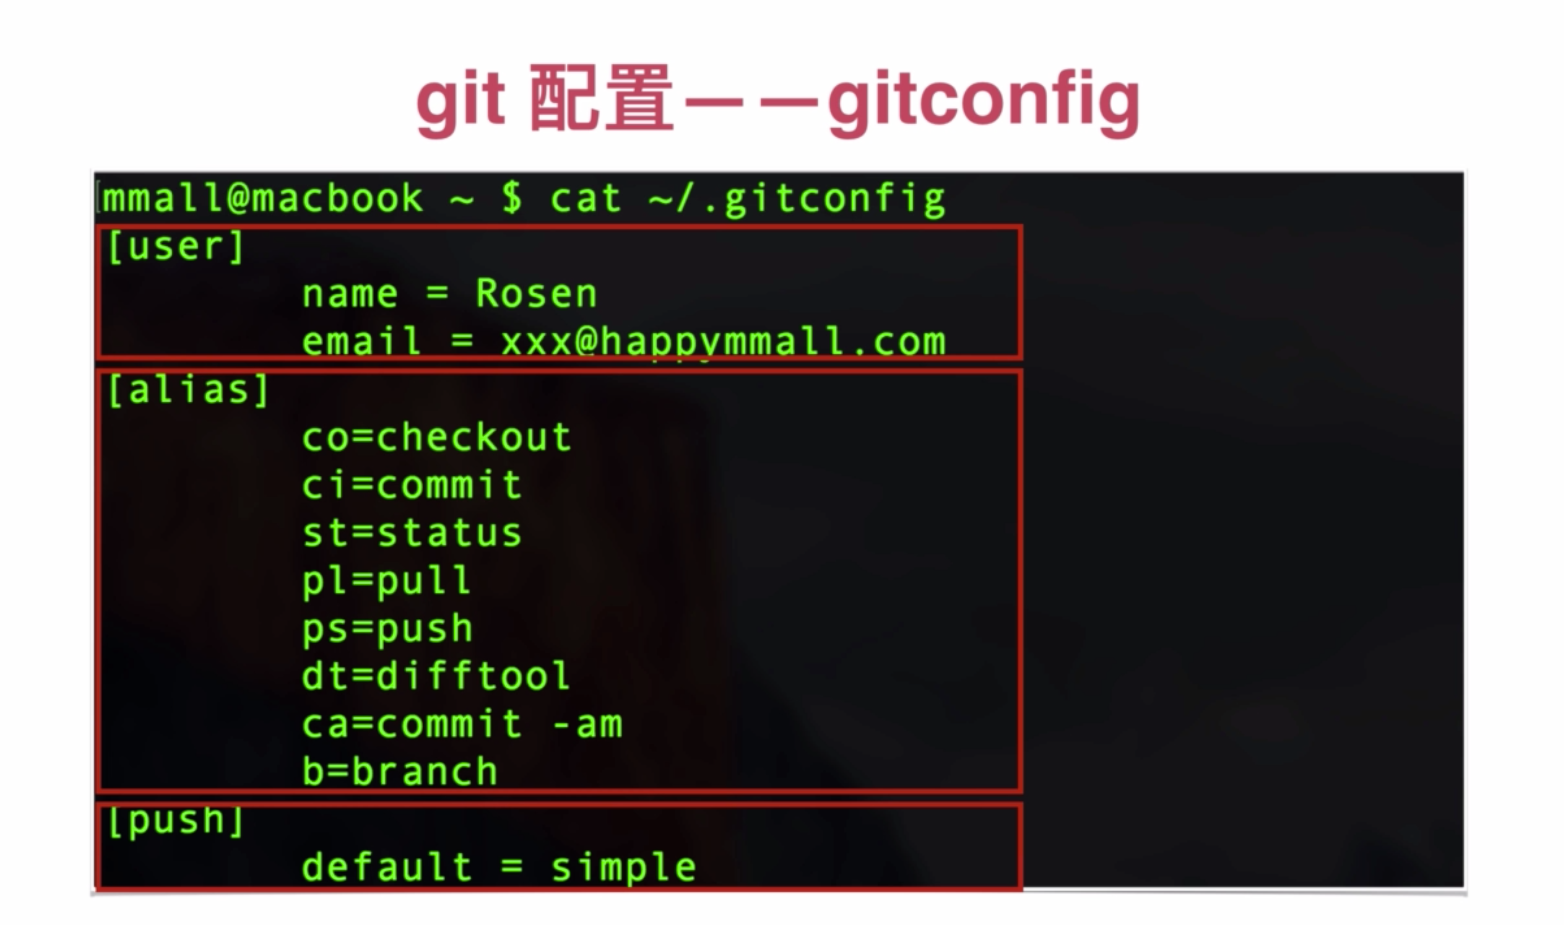 git 配置——gitconfig
mmall@macbook ~ $ cat ~/.gitconfig
[user]
name = Rosen
email = xxx@happymmall.com
[alias]
co=checkout
ci=commit
st=status
pl=pull
ps=push
dt=difftool
ca=commit -am
b=branch
[push]
default = simple